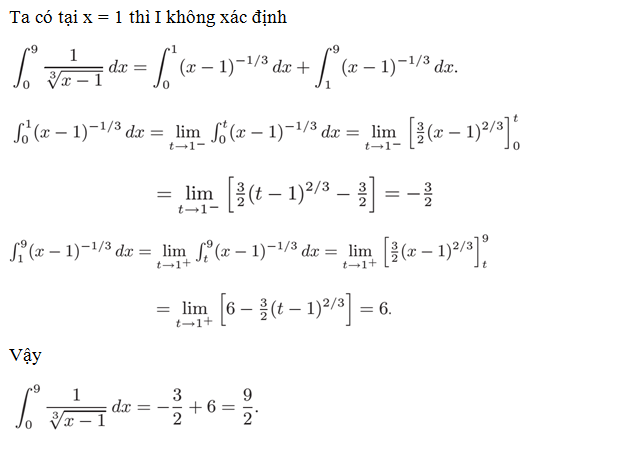 Ta có tại x = 1 thì I không xác định
∫₀⁹ 1/∛(x − 1) dx = ∫₀¹ (x − 1)^(−1/3) dx + ∫₁⁹ (x − 1)^(−1/3) dx.
∫₀¹ (x − 1)^(−1/3) dx = lim_(t→1−) ∫₀ᵗ (x − 1)^(−1/3) dx = lim_(t→1−) [3/2 (x − 1)^(2/3)]₀ᵗ
= lim_(t→1−) [3/2 (t − 1)^(2/3) − 3/2] = −3/2
∫₁⁹ (x − 1)^(−1/3) dx = lim_(t→1+) ∫ₜ⁹ (x − 1)^(−1/3) dx = lim_(t→1+) [3/2 (x − 1)^(2/3)]ₜ⁹
= lim_(t→1+) [6 − 3/2 (t − 1)^(2/3)] = 6.
Vậy
∫₀⁹ 1/∛(x − 1) dx = −3/2 + 6 = 9/2.